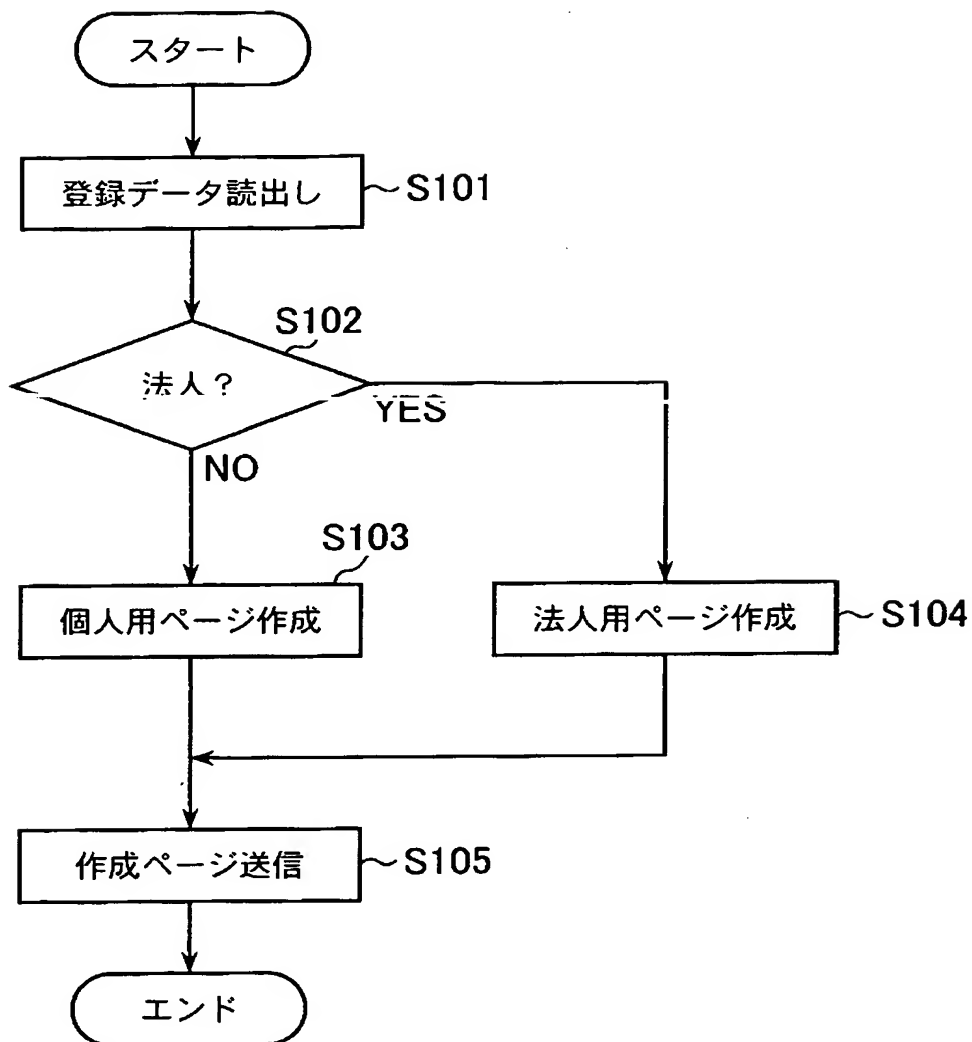 スタート
登録データ読出し
S101
S102
法人？
YES
NO
S103
個人用ページ作成
法人用ページ作成
S104
作成ページ送信
S105
エンド